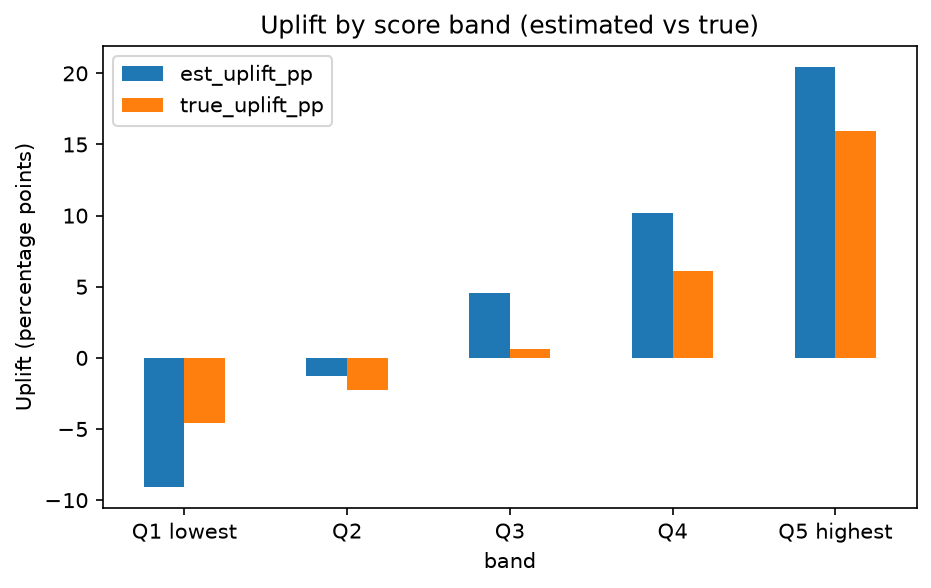 Uplift by score band (estimated vs true)
est_uplift_pp
true_uplift_pp
Uplift (percentage points)
20
15
10
5
0
−5
−10
Q1 lowest
Q2
Q3
Q4
Q5 highest
band